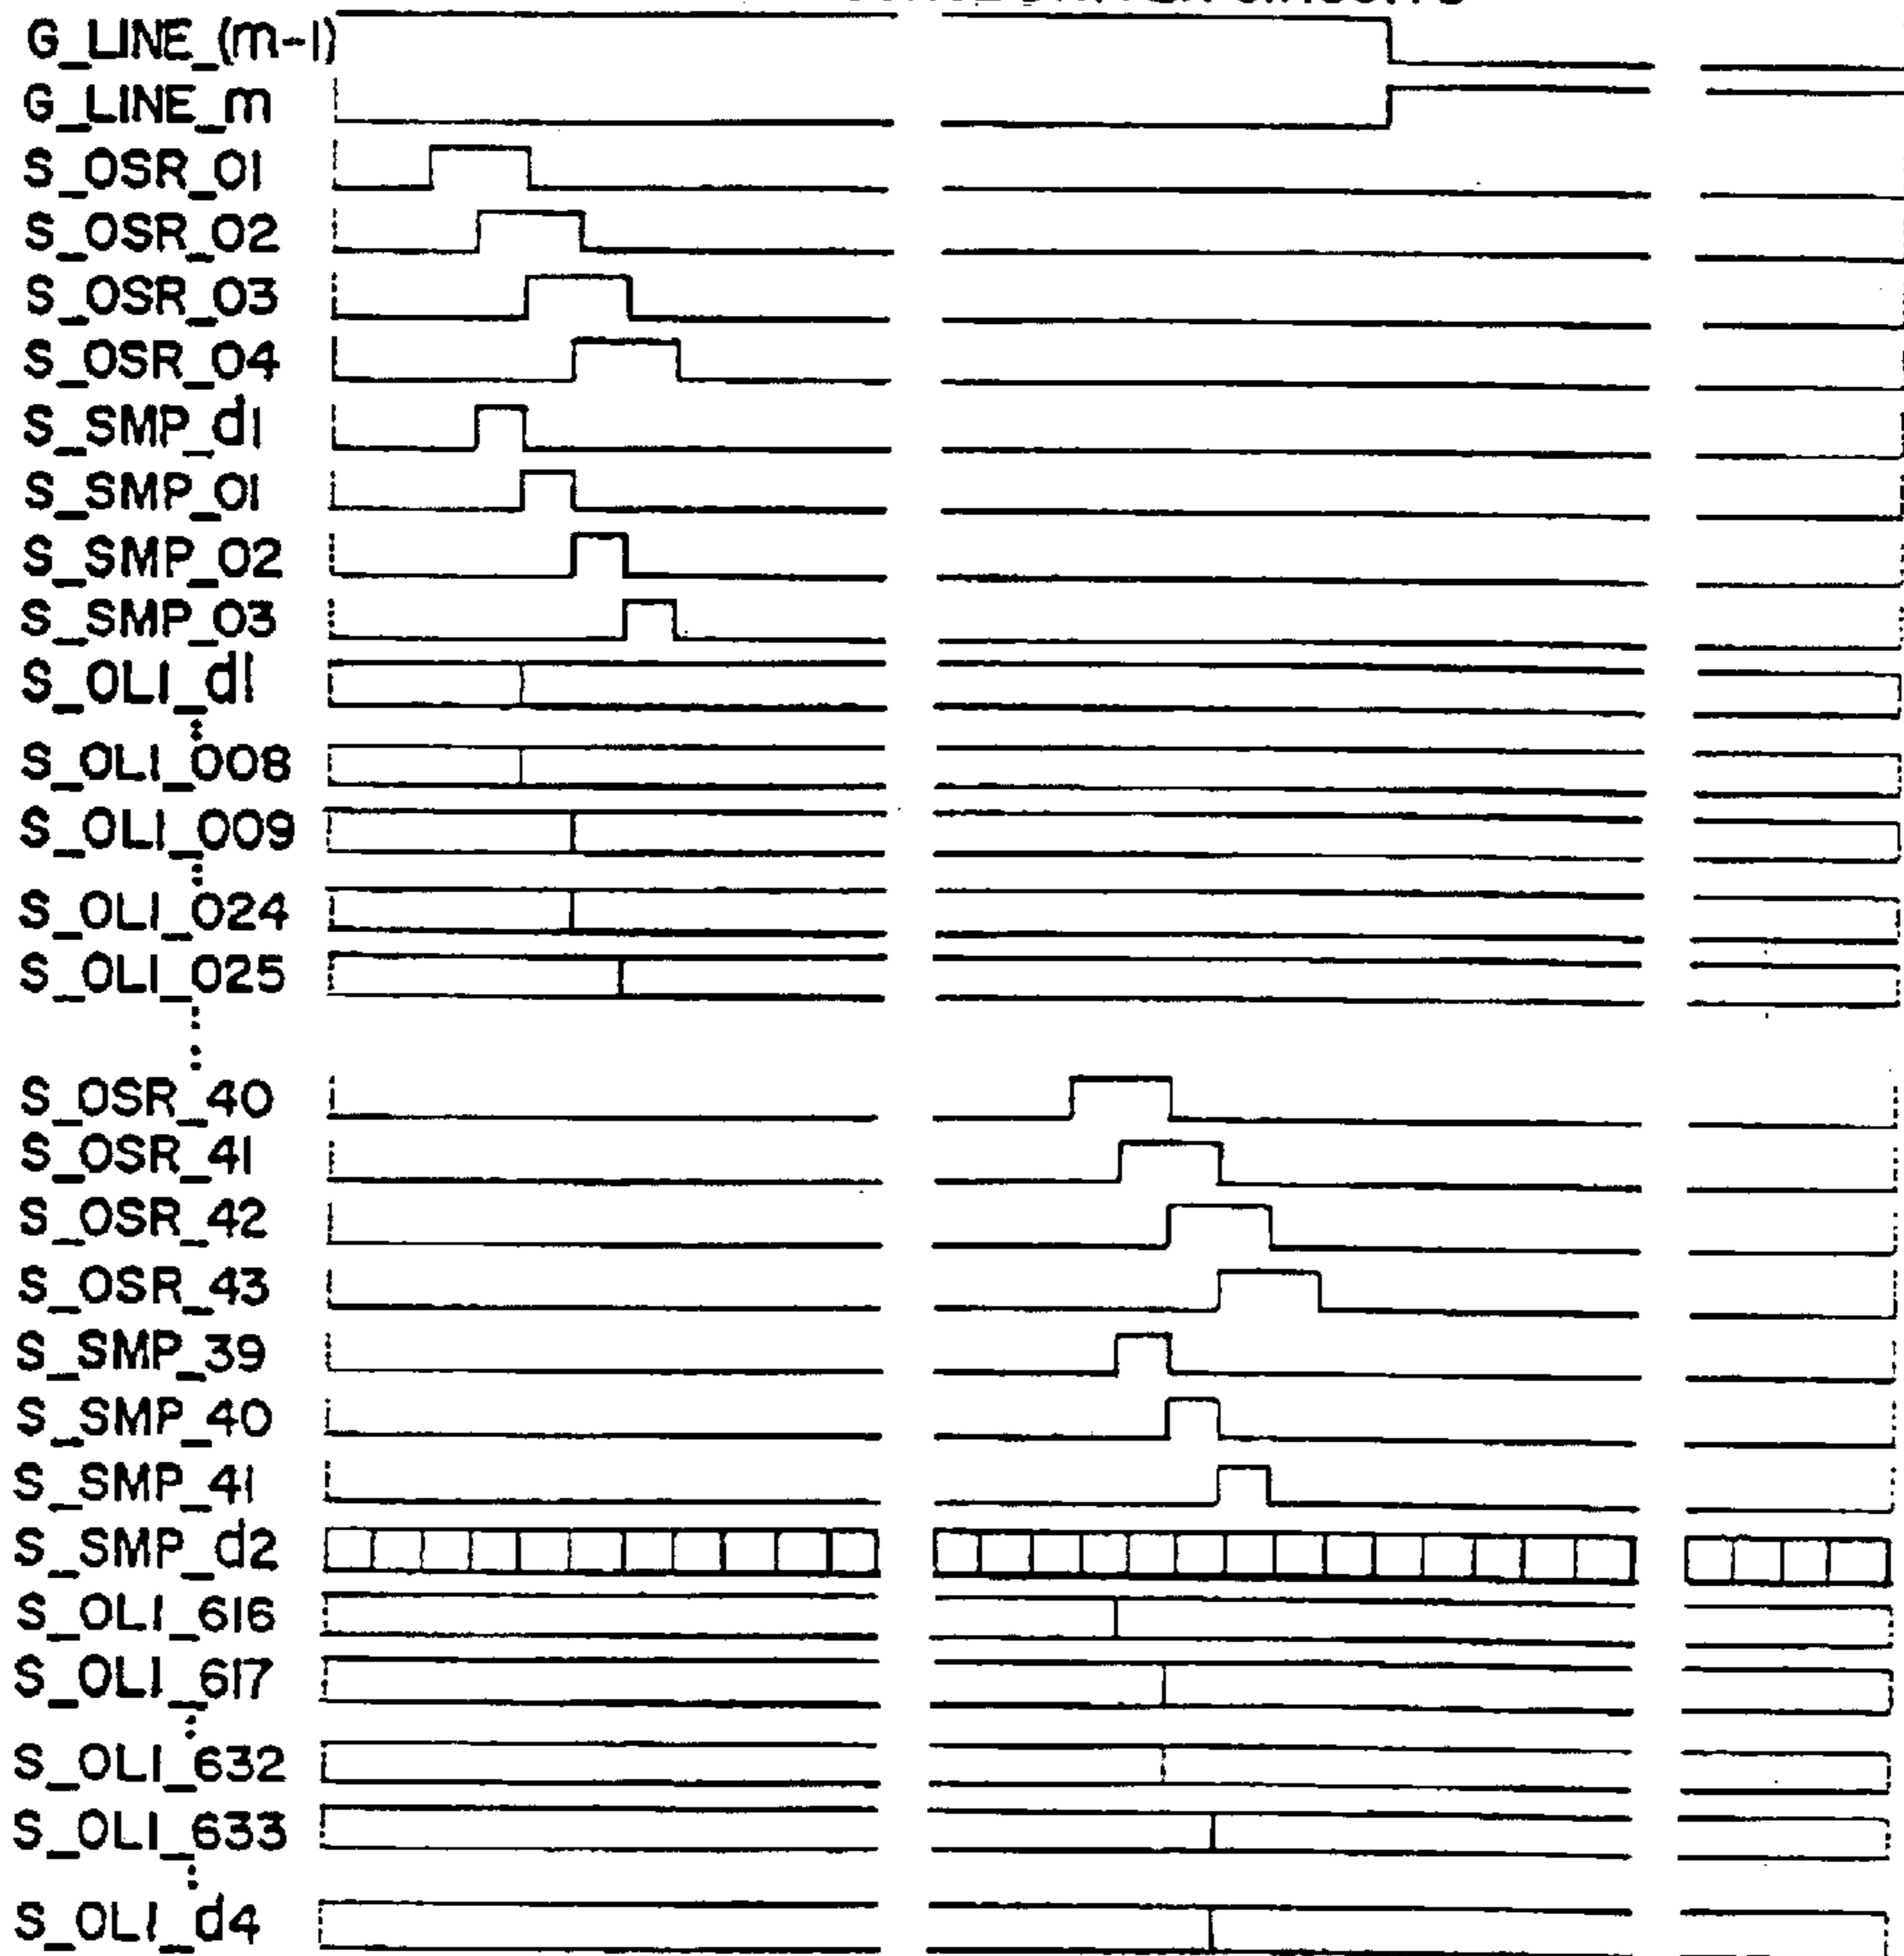 G_LINE_(m-1)
G_LINE_m
S_OSR_01
S_OSR_02
S_OSR_03
S_OSR_04
S_SMP_d1
S_SMP_01
S_SMP_02
S_SMP_03
S_OLI_d1
S_OLI_008
S_OLI_009
S_OLI_024
S_OLI_025
S_OSR_40
S_OSR_41
S_OSR_42
S_OSR_43
S_SMP_39
S_SMP_40
S_SMP_41
S_SMP_d2
S_OLI_616
S_OLI_617
S_OLI_632
S_OLI_633
S_OLI_d4